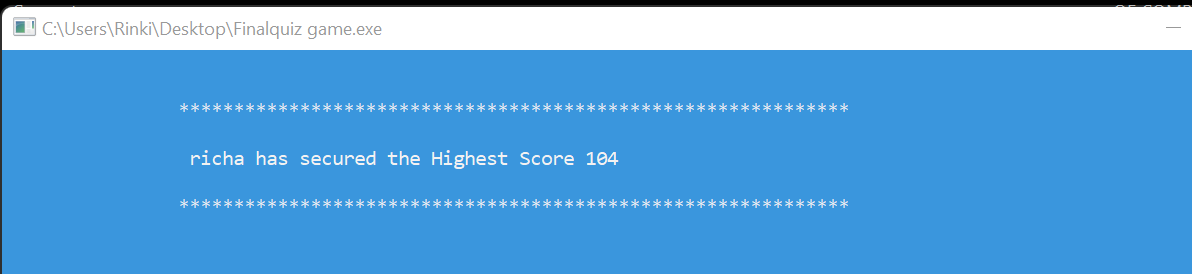 C:\Users\Rinki\Desktop\Finalquiz game.exe
*************************************************************
richa has secured the Highest Score 104
*************************************************************